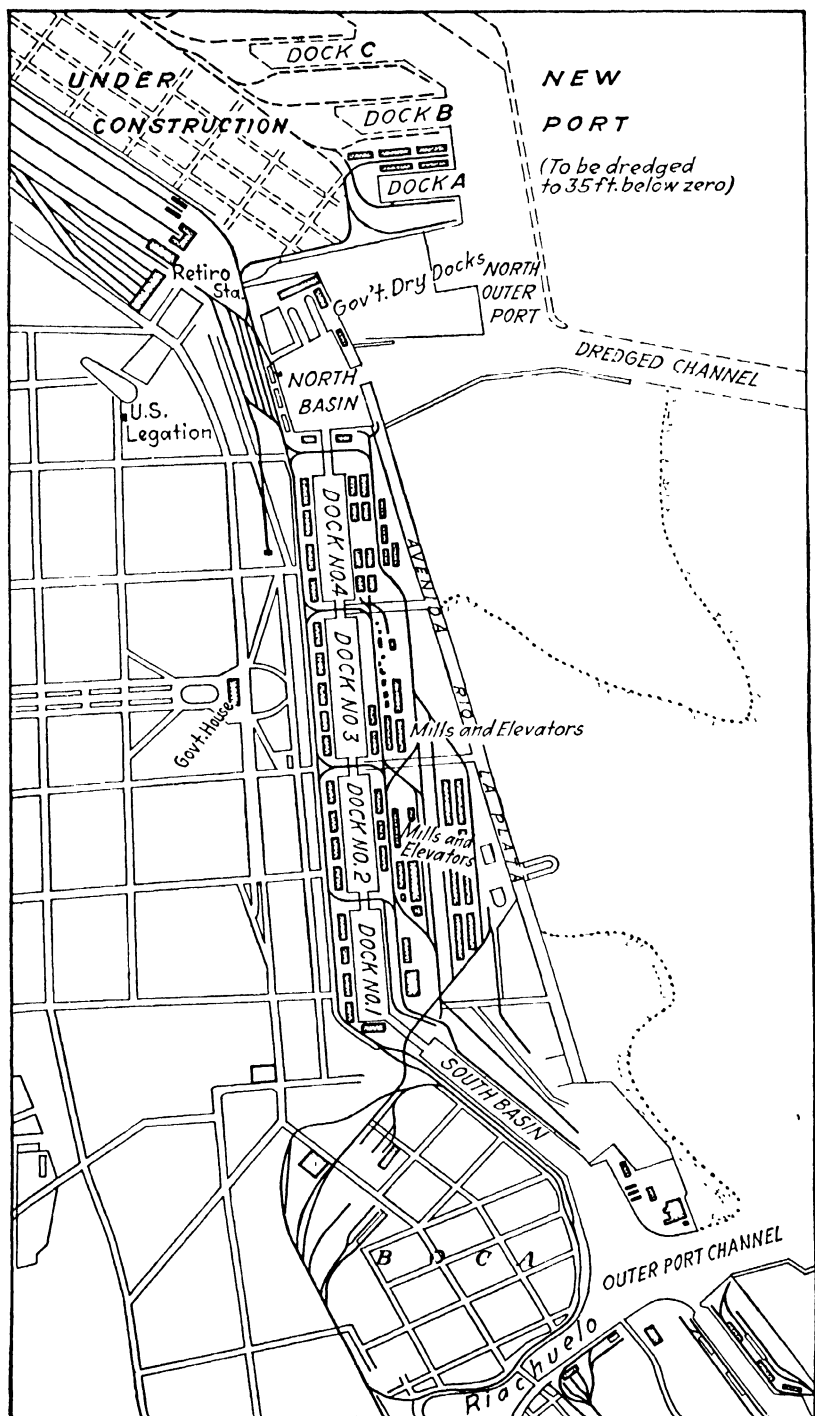 DOCK C
UNDER
CONSTRUCTION
NEW
PORT
(To be dredged
to 35 ft. below zero)
DOCK B
DOCK A
Retiro
Sta.
Gov't. Dry Docks
NORTH
OUTER
PORT
DREDGED CHANNEL
NORTH
BASIN
U.S.
Legation
DOCK NO.4
AVENIDA RIO LA PLATA
DOCK NO 3
Govt. House
Mills and Elevators
DOCK NO.2
Mills and
Elevators
DOCK NO.1
SOUTH BASIN
BOCA
OUTER PORT CHANNEL
Riachuelo